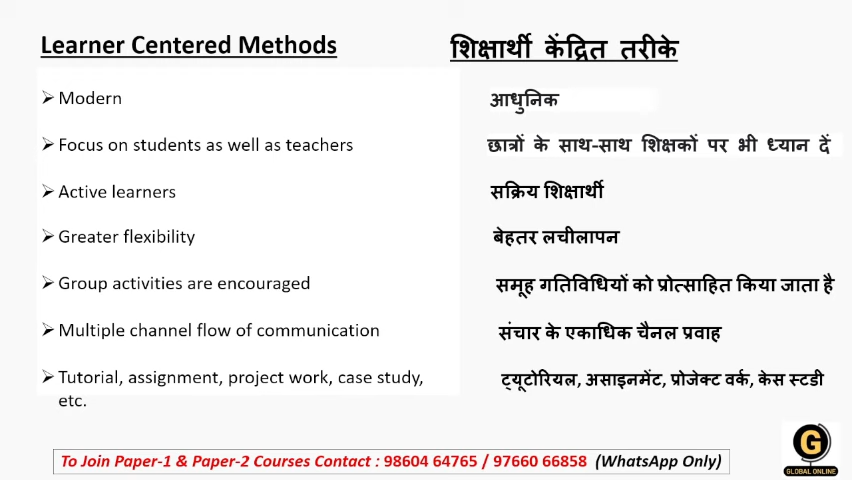 Learner Centered Methods
शिक्षार्थी केंद्रित तरीके
➢ Modern
आधुनिक
➢ Focus on students as well as teachers
छात्रों के साथ-साथ शिक्षकों पर भी ध्यान दें
➢ Active learners
सक्रिय शिक्षार्थी
➢ Greater flexibility
बेहतर लचीलापन
➢ Group activities are encouraged
समूह गतिविधियों को प्रोत्साहित किया जाता है
➢ Multiple channel flow of communication
संचार के एकाधिक चैनल प्रवाह
➢ Tutorial, assignment, project work, case study,
etc.
ट्यूटोरियल, असाइनमेंट, प्रोजेक्ट वर्क, केस स्टडी
To Join Paper-1 & Paper-2 Courses Contact : 98604 64765 / 97660 66858 (WhatsApp Only)
G
GLOBAL ONLINE